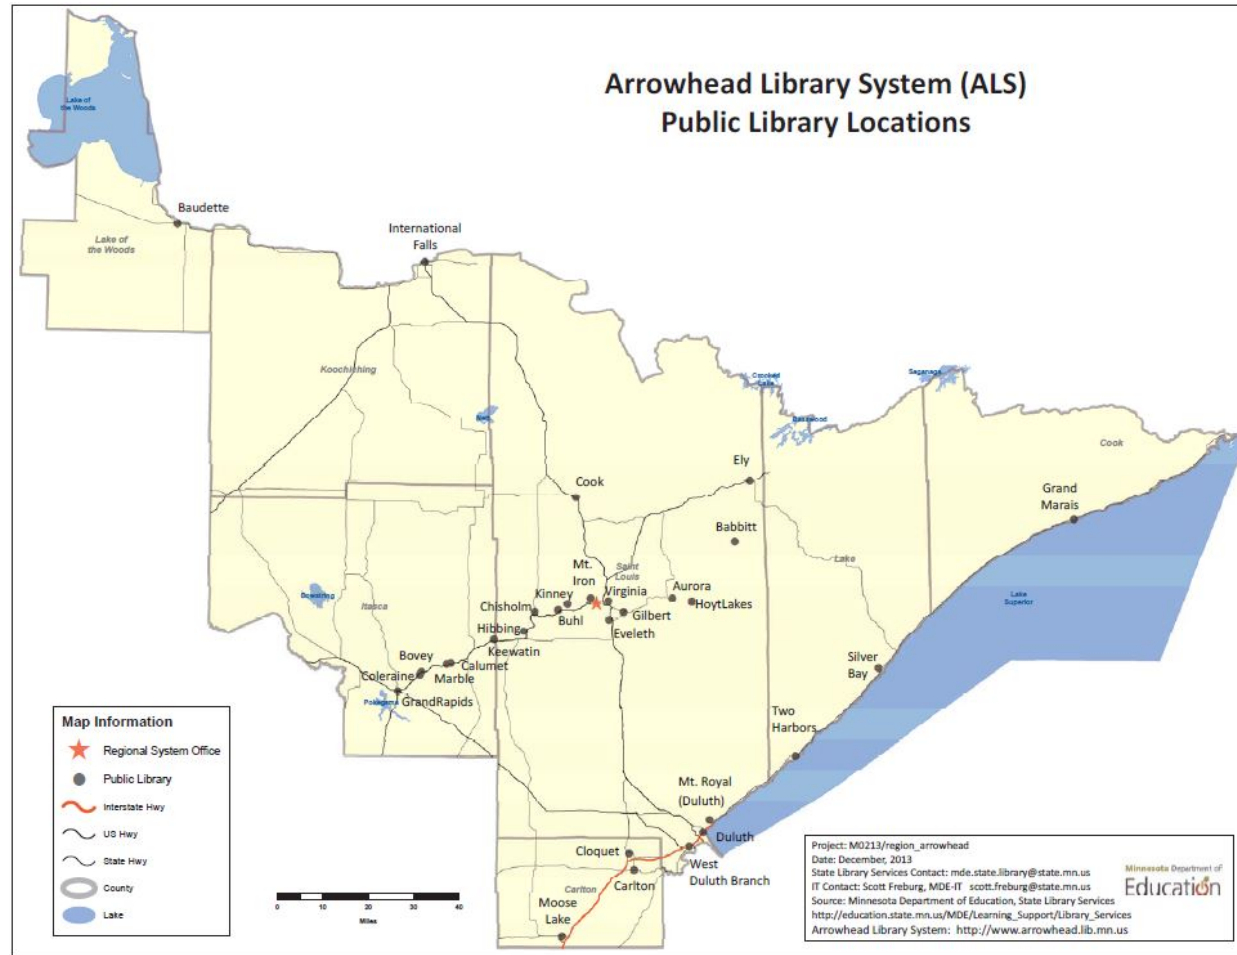 Arrowhead Library System (ALS)
Public Library Locations
Lake of
the Woods
Baudette
Lake of
the Woods
International
Falls
Koochiching
Nett
Crooked
Lake
Basswood
Saganaga
Cook
Ely
Cook
Grand
Marais
Babbitt
Lake
Mt.
Iron
Saint
Louis
Aurora
Kinney
Virginia
HoytLakes
Chisholm
Buhl
Gilbert
Eveleth
Hibbing
Keewatin
Bowstring
Itasca
Lake
Superior
Bovey
Calumet
Coleraine
Marble
GrandRapids
Pokegama
Silver
Bay
Two
Harbors
Mt. Royal
(Duluth)
Duluth
West
Duluth Branch
Cloquet
Carlton
Carlton
Moose
Lake
Map Information
Regional System Office
Public Library
Interstate Hwy
US Hwy
State Hwy
County
Lake
0 10 20 30 40
Miles
Project: M0213/region_arrowhead
Date: December, 2013
State Library Services Contact: mde.state.library@state.mn.us
IT Contact: Scott Freburg, MDE-IT scott.freburg@state.mn.us
Source: Minnesota Department of Education, State Library Services
http://education.state.mn.us/MDE/Learning_Support/Library_Services
Arrowhead Library System: http://www.arrowhead.lib.mn.us
Minnesota Department of
Education